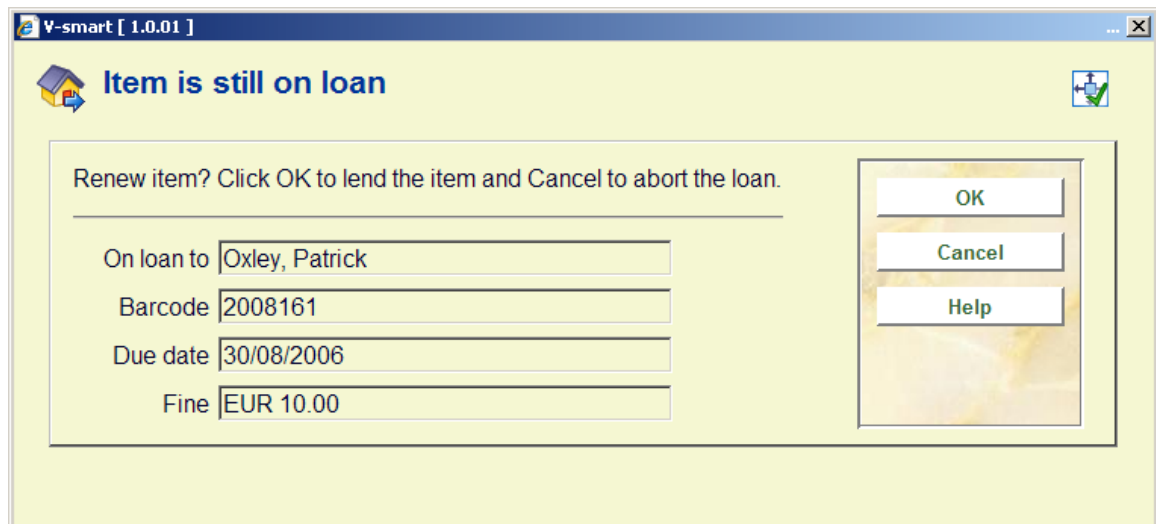 V-smart [ 1.0.01 ] ...
Item is still on loan
Renew item? Click OK to lend the item and Cancel to abort the loan.
On loan to Oxley, Patrick
Barcode 2008161
Due date 30/08/2006
Fine EUR 10.00
OK
Cancel
Help